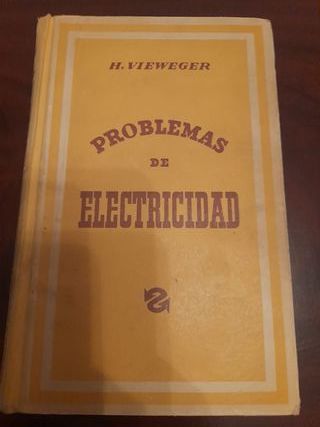 H. VIEWEGER
PROBLEMAS
DE
ELECTRICIDAD